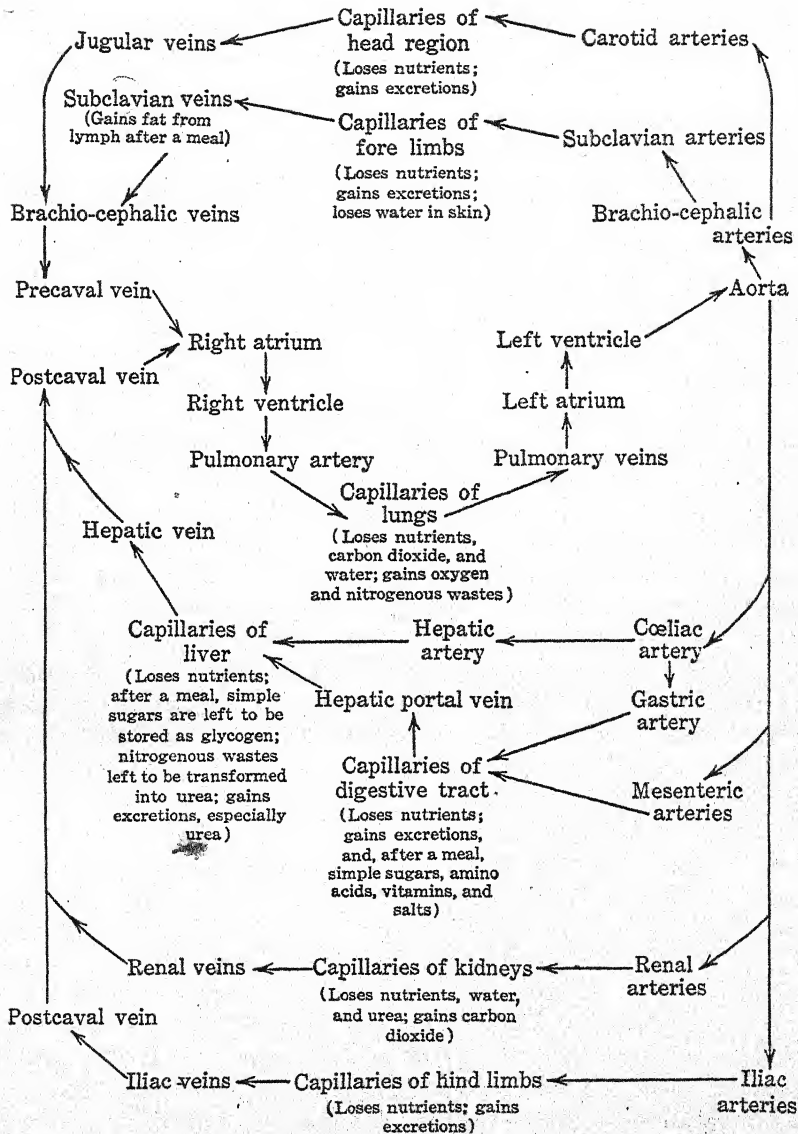 Capillaries of
head region
(Loses nutrients;
gains excretions)
Jugular veins
Carotid arteries
Subclavian veins
(Gains fat from
lymph after a meal)
Capillaries of
fore limbs
(Loses nutrients;
gains excretions;
loses water in skin)
Subclavian arteries
Brachio-cephalic veins
Brachio-cephalic
arteries
Precaval vein
Aorta
Right atrium
Left ventricle
Postcaval vein
Right ventricle
Left atrium
Pulmonary artery
Pulmonary veins
Capillaries of
lungs
(Loses nutrients,
carbon dioxide, and
water; gains oxygen
and nitrogenous wastes)
Hepatic vein
Capillaries of
liver
(Loses nutrients;
after a meal, simple
sugars are left to be
stored as glycogen;
nitrogenous wastes
left to be transformed
into urea; gains
excretions, especially
urea)
Hepatic
artery
Cœliac
artery
Hepatic portal vein
Gastric
artery
Capillaries of
digestive tract
(Loses nutrients;
gains excretions,
and, after a meal,
simple sugars, amino
acids, vitamins, and
salts)
Mesenteric
arteries
Renal veins
Capillaries of kidneys
(Loses nutrients, water,
and urea; gains carbon
dioxide)
Renal
arteries
Postcaval vein
Iliac veins
Capillaries of hind limbs
(Loses nutrients; gains
excretions)
Iliac
arteries